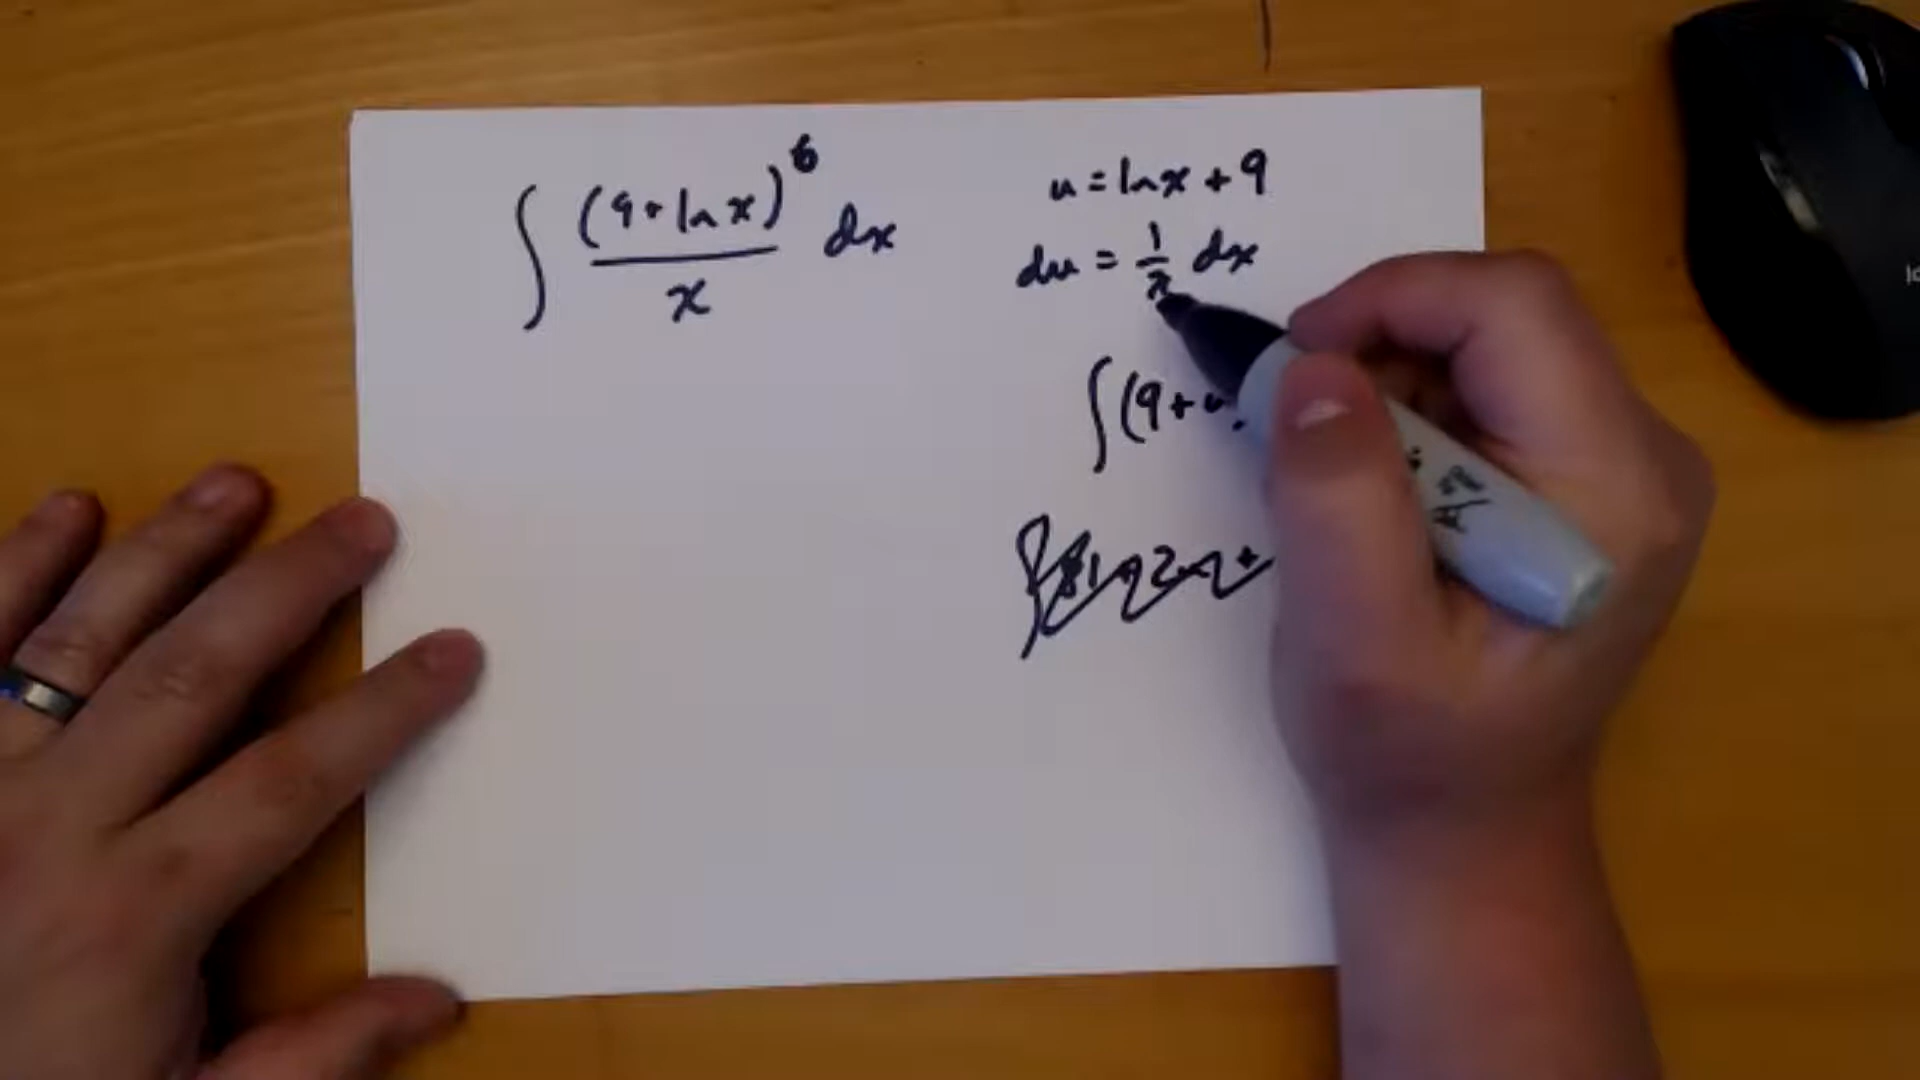 ∫ (9 + ln x)⁶ / x dx
u = ln x + 9
du = 1/x dx
∫ (9 + u